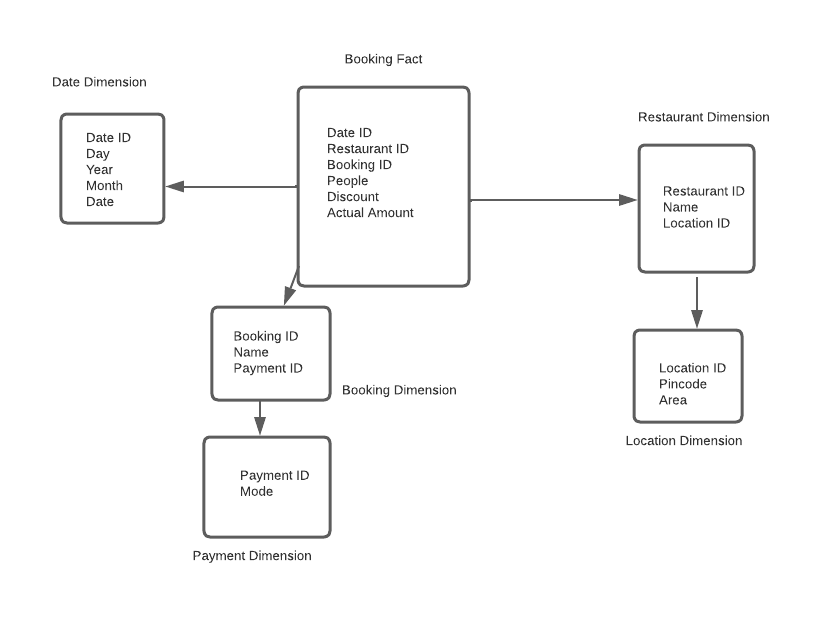 Booking Fact
Date Dimension
Date ID
Day
Year
Month
Date
Date ID
Restaurant ID
Booking ID
People
Discount
Actual Amount
Restaurant Dimension
Restaurant ID
Name
Location ID
Booking ID
Name
Payment ID
Booking Dimension
Location ID
Pincode
Area
Location Dimension
Payment ID
Mode
Payment Dimension